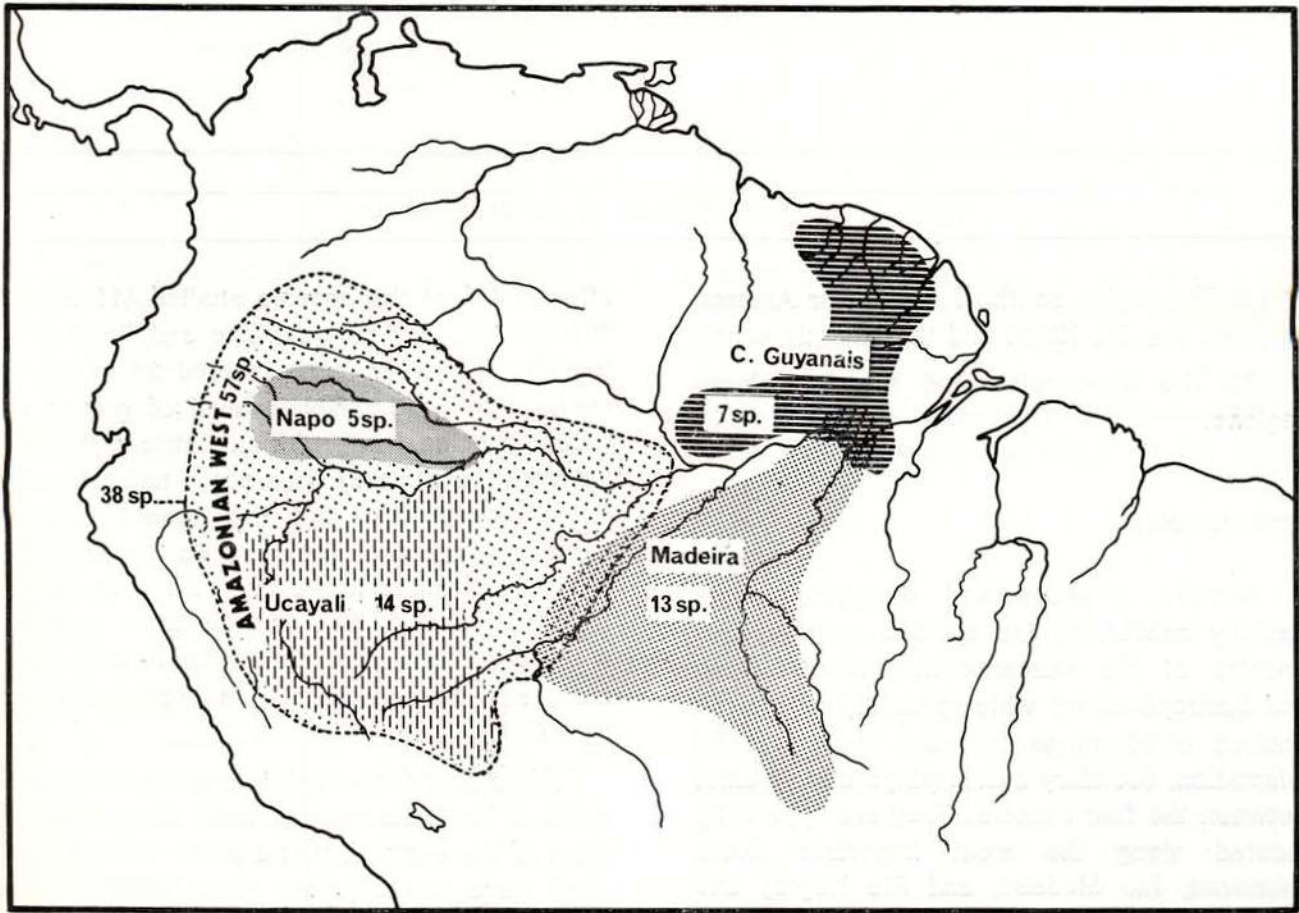 C. Guyanais
7 sp.
AMAZONIAN WEST 57sp.
Napo 5sp.
38 sp.
Madeira
13 sp.
Ucayali 14 sp.